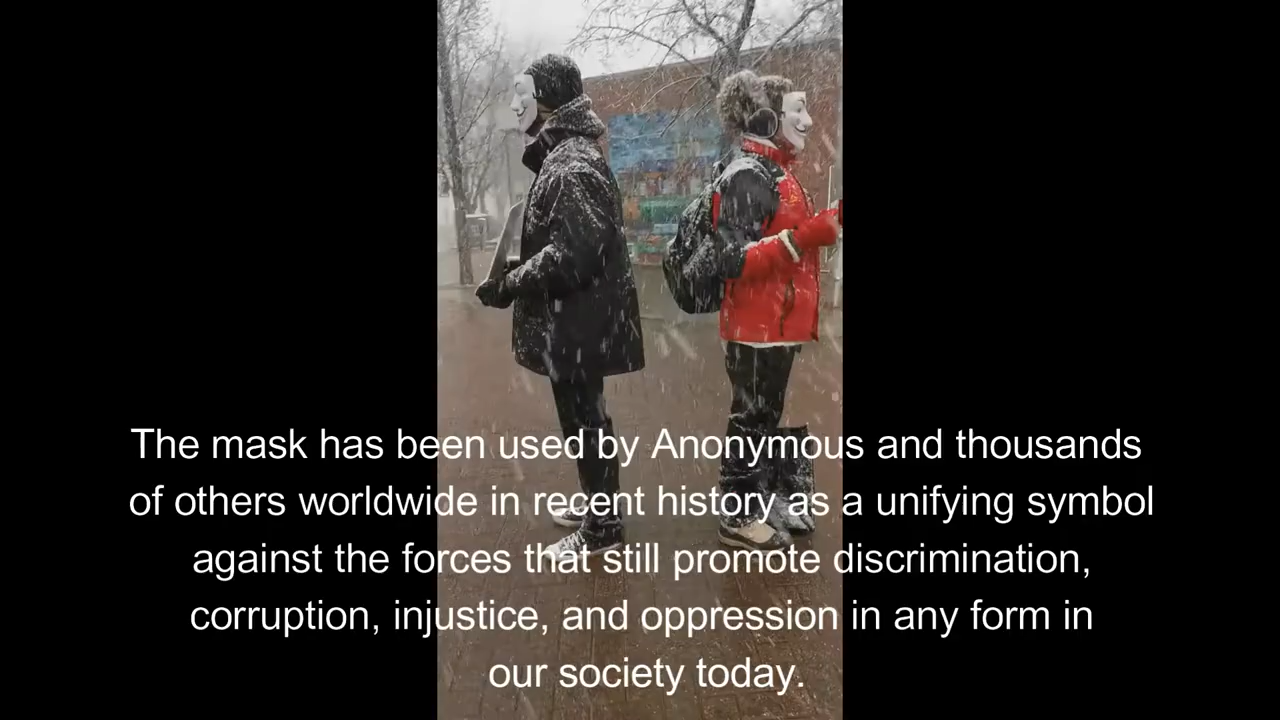 The mask has been used by Anonymous and thousands
of others worldwide in recent history as a unifying symbol
against the forces that still promote discrimination,
corruption, injustice, and oppression in any form in
our society today.